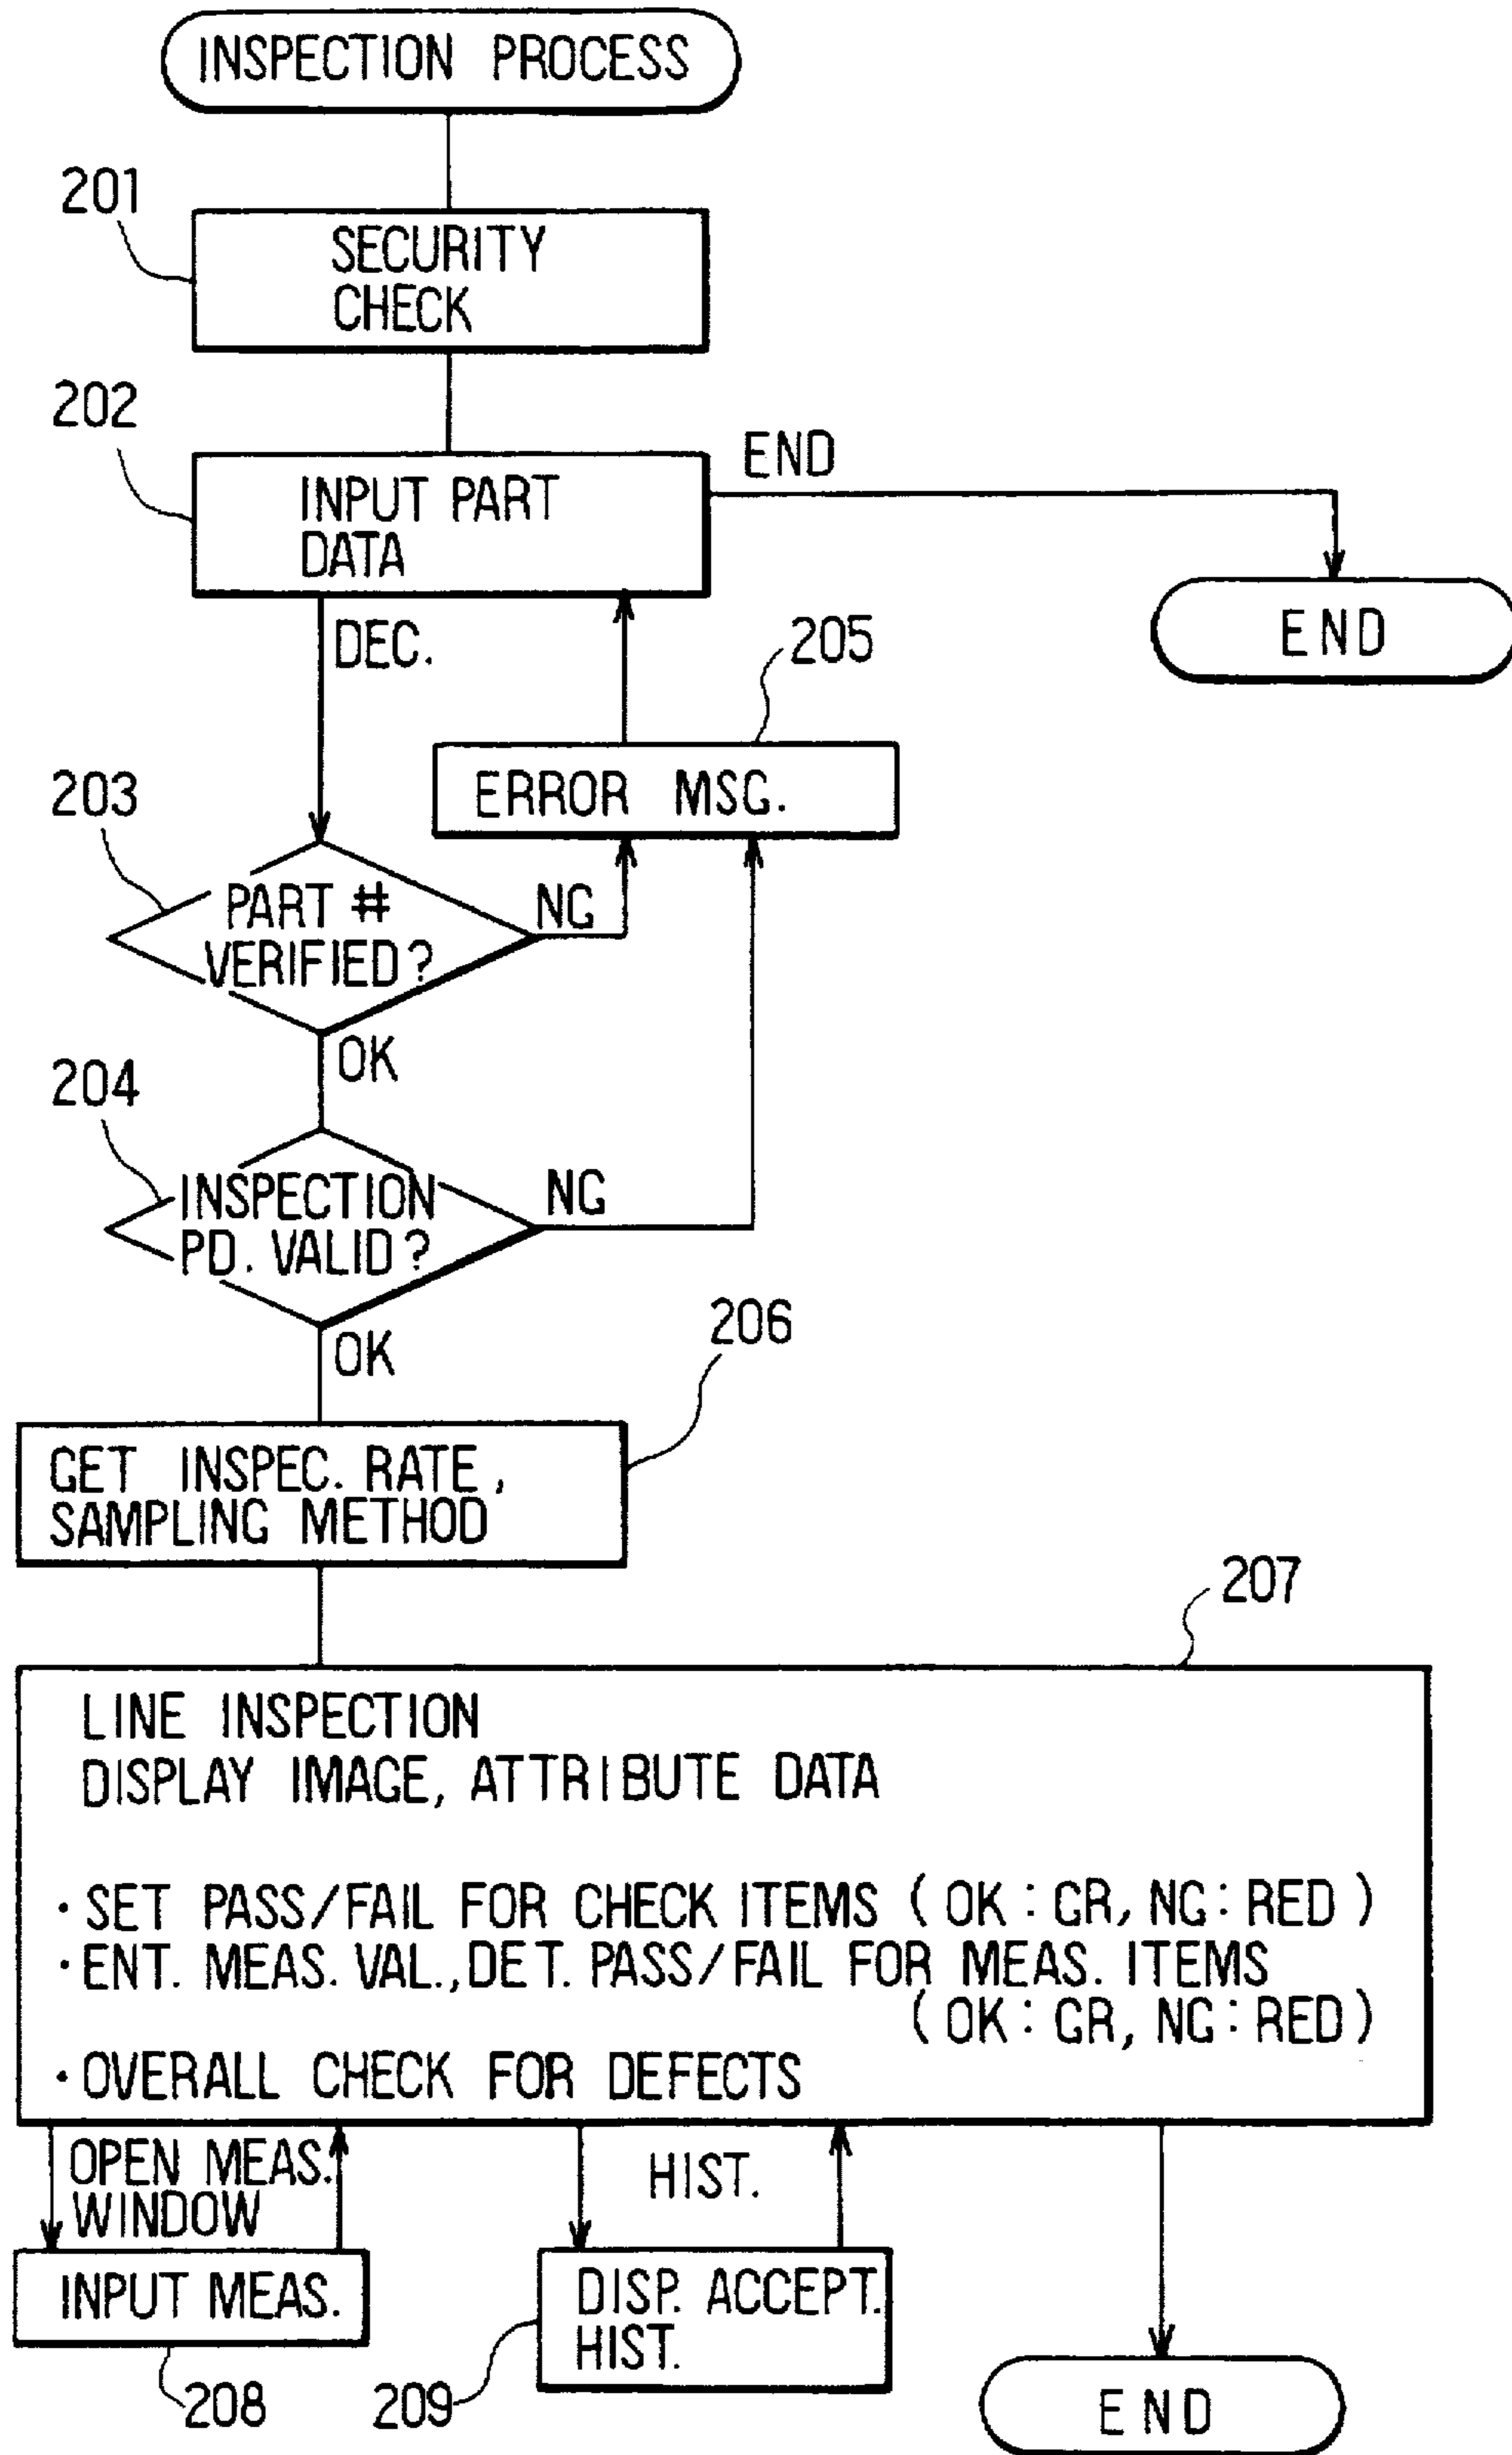 INSPECTION PROCESS
201
SECURITY
CHECK
202
INPUT PART
DATA
END
END
DEC.
205
ERROR MSG.
203
PART #
VERIFIED?
NG
OK
204
INSPECTION
PD. VALID?
NG
OK
206
GET INSPEC. RATE,
SAMPLING METHOD
207
LINE INSPECTION
DISPLAY IMAGE, ATTRIBUTE DATA
· SET PASS/FAIL FOR CHECK ITEMS (OK:GR, NG:RED)
· ENT. MEAS. VAL., DET. PASS/FAIL FOR MEAS. ITEMS
(OK:GR, NG:RED)
· OVERALL CHECK FOR DEFECTS
OPEN MEAS.
WINDOW
HIST.
INPUT MEAS.
208
DISP. ACCEPT.
HIST.
209
END